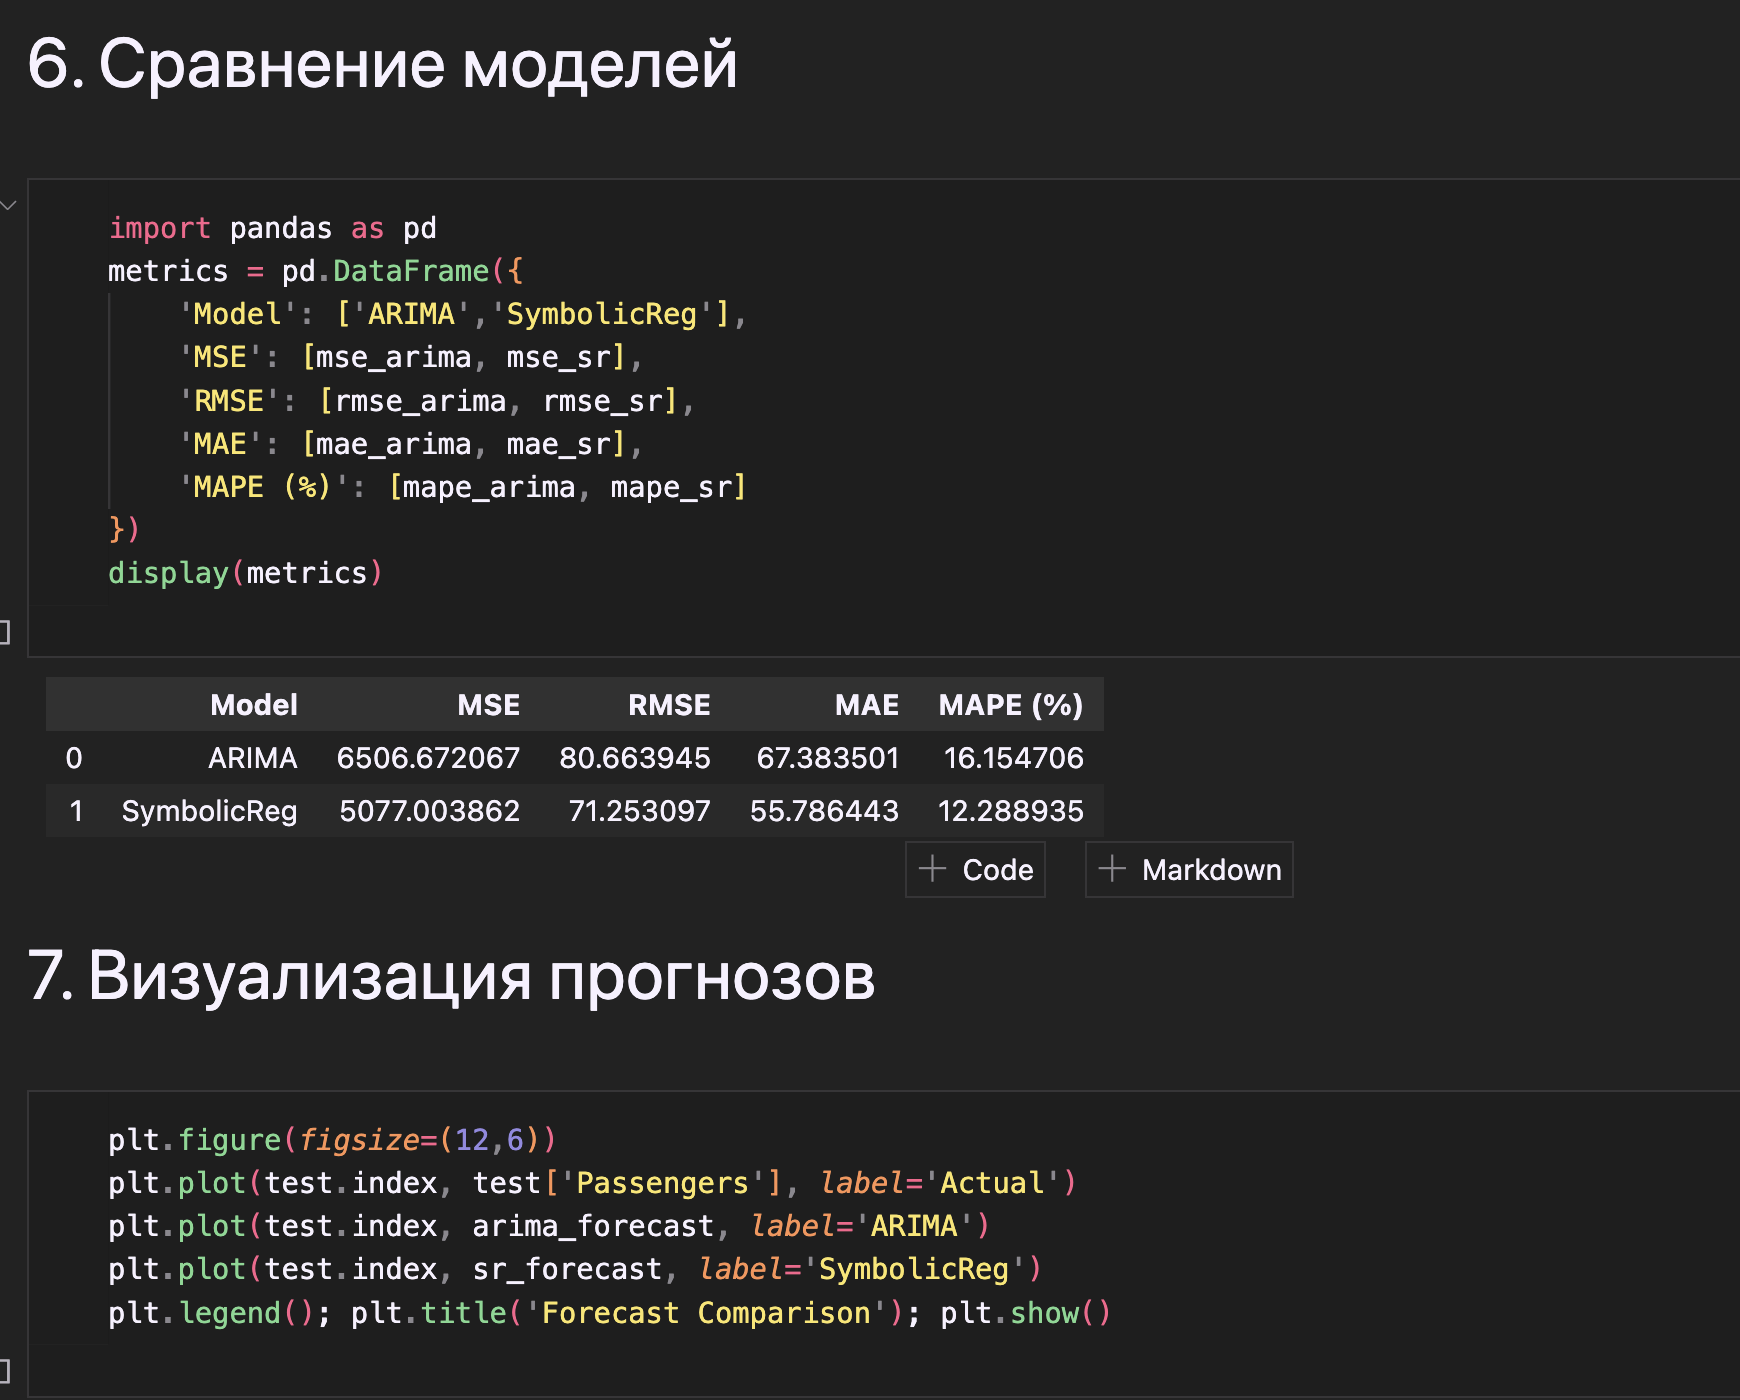 6. Сравнение моделей
import pandas as pd
metrics = pd.DataFrame({
    'Model': ['ARIMA','SymbolicReg'],
    'MSE': [mse_arima, mse_sr],
    'RMSE': [rmse_arima, rmse_sr],
    'MAE': [mae_arima, mae_sr],
    'MAPE (%)': [mape_arima, mape_sr]
})
display(metrics)
Model MSE RMSE MAE MAPE (%)
0 ARIMA 6506.672067 80.663945 67.383501 16.154706
1 SymbolicReg 5077.003862 71.253097 55.786443 12.288935
+ Code + Markdown
7. Визуализация прогнозов
plt.figure(figsize=(12,6))
plt.plot(test.index, test['Passengers'], label='Actual')
plt.plot(test.index, arima_forecast, label='ARIMA')
plt.plot(test.index, sr_forecast, label='SymbolicReg')
plt.legend(); plt.title('Forecast Comparison'); plt.show()